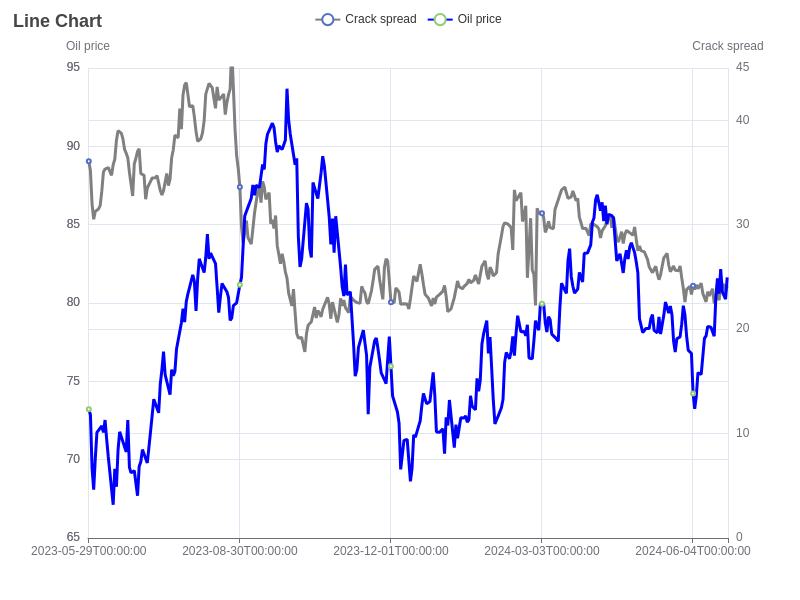 Line Chart
Crack spread
Oil price
Oil price
Crack spread
95
90
85
80
75
70
65
45
40
30
20
10
0
2023-05-29T00:00:00
2023-08-30T00:00:00
2023-12-01T00:00:00
2024-03-03T00:00:00
2024-06-04T00:00:00